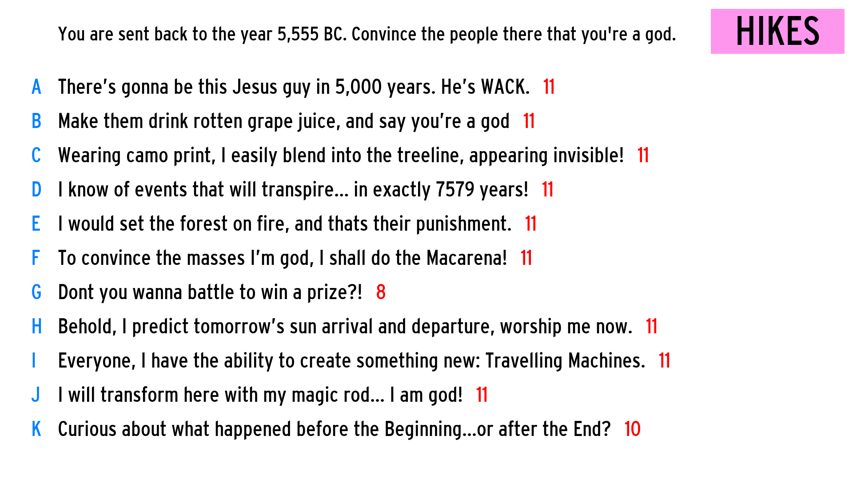 You are sent back to the year 5,555 BC. Convince the people there that you're a god.
HIKES
A There's gonna be this Jesus guy in 5,000 years. He's WACK. 11
B Make them drink rotten grape juice, and say you're a god 11
C Wearing camo print, I easily blend into the treeline, appearing invisible! 11
D I know of events that will transpire... in exactly 7579 years! 11
E I would set the forest on fire, and thats their punishment. 11
F To convince the masses I'm god, I shall do the Macarena! 11
G Dont you wanna battle to win a prize?! 8
H Behold, I predict tomorrow's sun arrival and departure, worship me now. 11
I Everyone, I have the ability to create something new: Travelling Machines. 11
J I will transform here with my magic rod... I am god! 11
K Curious about what happened before the Beginning...or after the End? 10